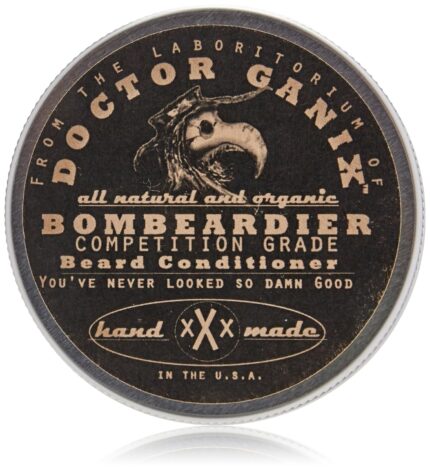 FROM THE LABORITORIUM OF
DOCTOR GANIX™
all natural and organic
BOMBEARDIER
COMPETITION GRADE
Beard Conditioner
YOU'VE NEVER LOOKED SO DAMN GOOD
hand xXx made
IN THE U.S.A.